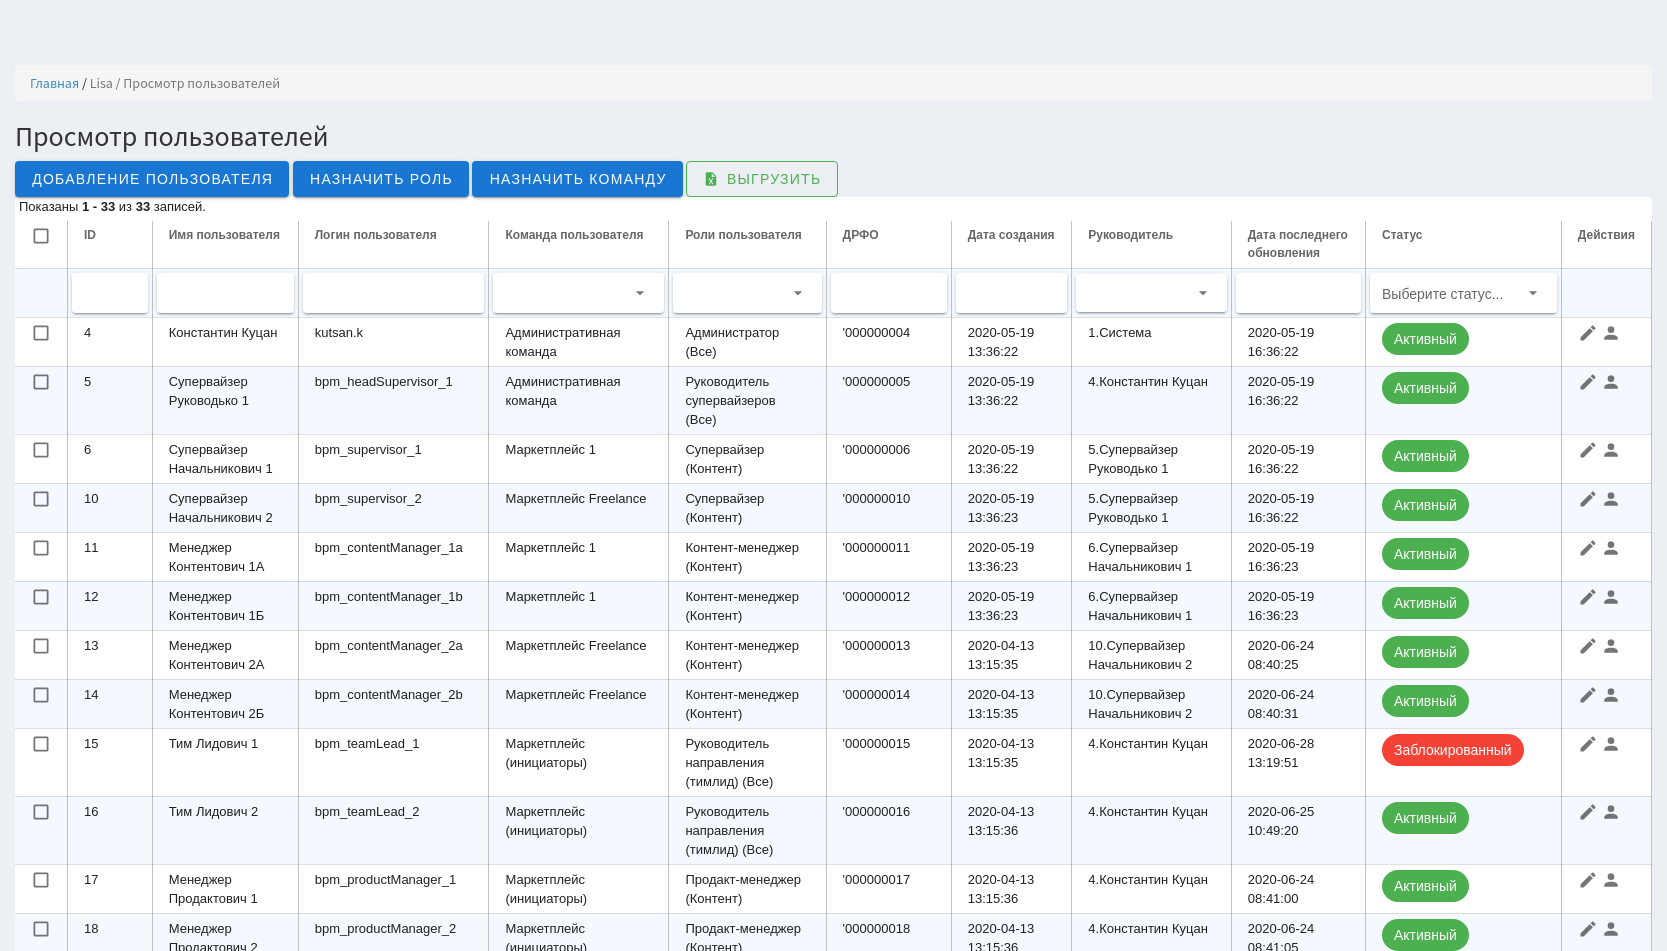 Главная / Lisa / Просмотр пользователей
Просмотр пользователей
ДОБАВЛЕНИЕ ПОЛЬЗОВАТЕЛЯ НАЗНАЧИТЬ РОЛЬ НАЗНАЧИТЬ КОМАНДУ ВЫГРУЗИТЬ
Показаны 1 - 33 из 33 записей.
ID Имя пользователя Логин пользователя Команда пользователя Роли пользователя ДРФО Дата создания Руководитель Дата последнего Статус Действия
обновления
Выберите статус...
4 Константин Куцан kutsan.k Административная Администратор '000000004 2020-05-19 1.Система 2020-05-19 Активный
команда (Все) 13:36:22 16:36:22
5 Супервайзер bpm_headSupervisor_1 Административная Руководитель '000000005 2020-05-19 4.Константин Куцан 2020-05-19 Активный
Руководько 1 команда супервайзеров 13:36:22 16:36:22
(Все)
6 Супервайзер bpm_supervisor_1 Маркетплейс 1 Супервайзер '000000006 2020-05-19 5.Супервайзер 2020-05-19 Активный
Начальникович 1 (Контент) 13:36:22 Руководько 1 16:36:22
10 Супервайзер bpm_supervisor_2 Маркетплейс Freelance Супервайзер '000000010 2020-05-19 5.Супервайзер 2020-05-19 Активный
Начальникович 2 (Контент) 13:36:23 Руководько 1 16:36:22
11 Менеджер bpm_contentManager_1a Маркетплейс 1 Контент-менеджер '000000011 2020-05-19 6.Супервайзер 2020-05-19 Активный
Контентович 1А (Контент) 13:36:23 Начальникович 1 16:36:23
12 Менеджер bpm_contentManager_1b Маркетплейс 1 Контент-менеджер '000000012 2020-05-19 6.Супервайзер 2020-05-19 Активный
Контентович 1Б (Контент) 13:36:23 Начальникович 1 16:36:23
13 Менеджер bpm_contentManager_2a Маркетплейс Freelance Контент-менеджер '000000013 2020-04-13 10.Супервайзер 2020-06-24 Активный
Контентович 2А (Контент) 13:15:35 Начальникович 2 08:40:25
14 Менеджер bpm_contentManager_2b Маркетплейс Freelance Контент-менеджер '000000014 2020-04-13 10.Супервайзер 2020-06-24 Активный
Контентович 2Б (Контент) 13:15:35 Начальникович 2 08:40:31
15 Тим Лидович 1 bpm_teamLead_1 Маркетплейс Руководитель '000000015 2020-04-13 4.Константин Куцан 2020-06-28 Заблокированный
(инициаторы) направления 13:15:35 13:19:51
(тимлид) (Все)
16 Тим Лидович 2 bpm_teamLead_2 Маркетплейс Руководитель '000000016 2020-04-13 4.Константин Куцан 2020-06-25 Активный
(инициаторы) направления 13:15:36 10:49:20
(тимлид) (Все)
17 Менеджер bpm_productManager_1 Маркетплейс Продакт-менеджер '000000017 2020-04-13 4.Константин Куцан 2020-06-24 Активный
Продактович 1 (инициаторы) (Контент) 13:15:36 08:41:00
18 Менеджер bpm_productManager_2 Маркетплейс Продакт-менеджер '000000018 2020-04-13 4.Константин Куцан 2020-06-24 Активный
Продактович 2 (инициаторы) (Контент) 13:15:36 08:41:05